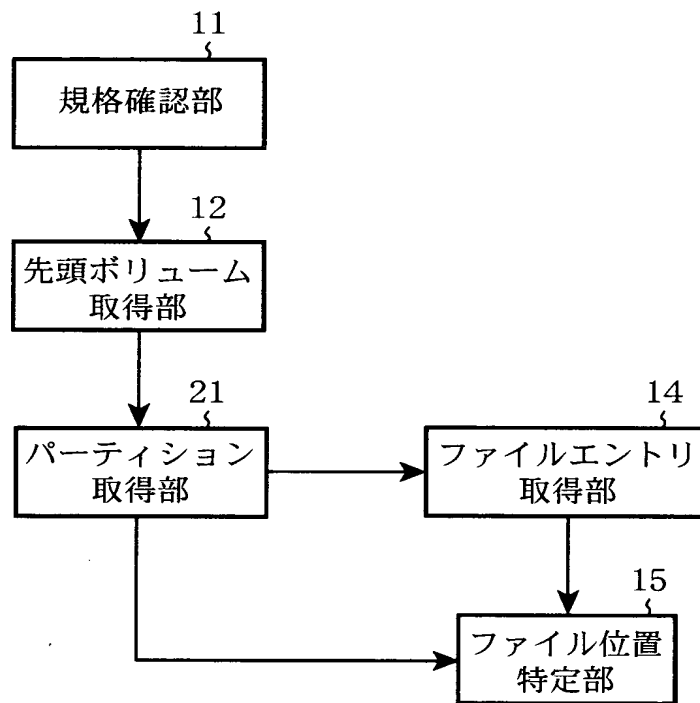 11
規格確認部
12
先頭ボリューム
取得部
21
パーティション
取得部
14
ファイルエントリ
取得部
15
ファイル位置
特定部